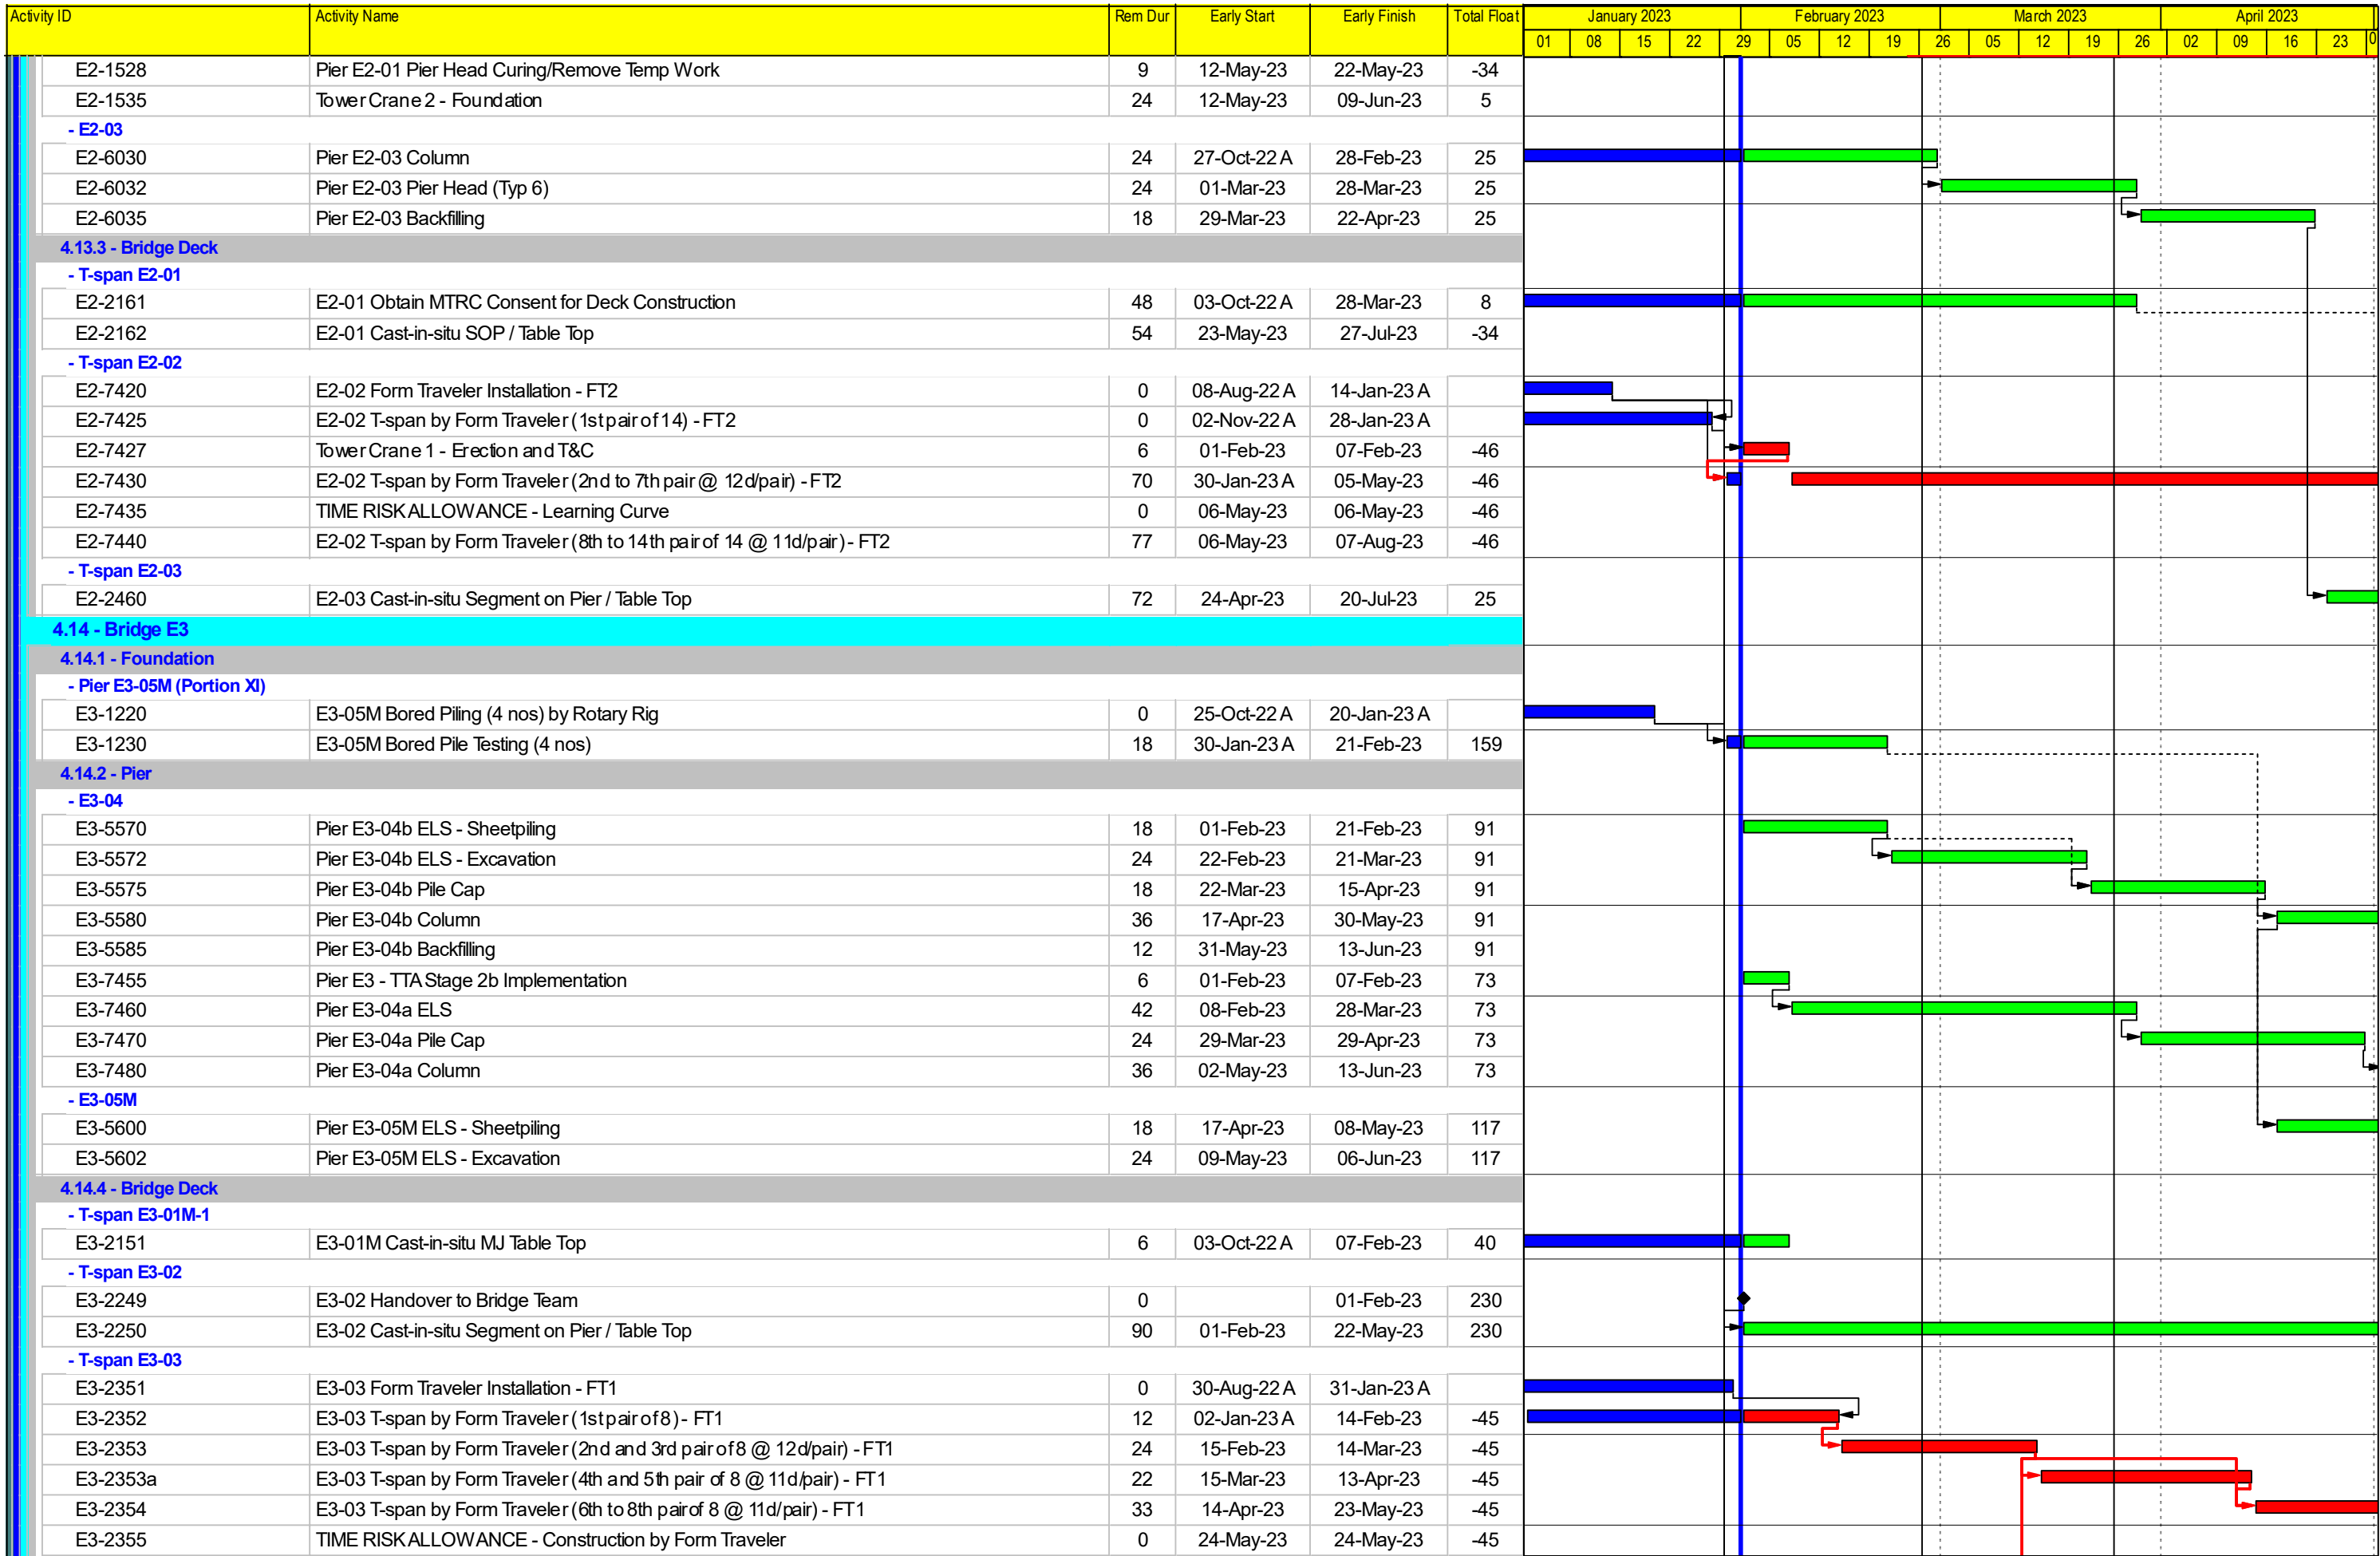 Activity ID Activity Name Rem Dur Early Start Early Finish Total Float January 2023 February 2023 March 2023 April 2023
01 08 15 22 29 05 12 19 26 05 12 19 26 02 09 16 23 0
E2-1528 Pier E2-01 Pier Head Curing/Remove Temp Work 9 12-May-23 22-May-23 -34
E2-1535 Tower Crane 2 - Foundation 24 12-May-23 09-Jun-23 5
- E2-03
E2-6030 Pier E2-03 Column 24 27-Oct-22 A 28-Feb-23 25
E2-6032 Pier E2-03 Pier Head (Typ 6) 24 01-Mar-23 28-Mar-23 25
E2-6035 Pier E2-03 Backfilling 18 29-Mar-23 22-Apr-23 25
4.13.3 - Bridge Deck
- T-span E2-01
E2-2161 E2-01 Obtain MTRC Consent for Deck Construction 48 03-Oct-22 A 28-Mar-23 8
E2-2162 E2-01 Cast-in-situ SOP / Table Top 54 23-May-23 27-Jul-23 -34
- T-span E2-02
E2-7420 E2-02 Form Traveler Installation - FT2 0 08-Aug-22 A 14-Jan-23 A
E2-7425 E2-02 T-span by Form Traveler (1st pair of 14) - FT2 0 02-Nov-22 A 28-Jan-23 A
E2-7427 Tower Crane 1 - Erection and T&C 6 01-Feb-23 07-Feb-23 -46
E2-7430 E2-02 T-span by Form Traveler (2nd to 7th pair @ 12d/pair) - FT2 70 30-Jan-23 A 05-May-23 -46
E2-7435 TIME RISK ALLOWANCE - Learning Curve 0 06-May-23 06-May-23 -46
E2-7440 E2-02 T-span by Form Traveler (8th to 14th pair of 14 @ 11d/pair) - FT2 77 06-May-23 07-Aug-23 -46
- T-span E2-03
E2-2460 E2-03 Cast-in-situ Segment on Pier / Table Top 72 24-Apr-23 20-Jul-23 25
4.14 - Bridge E3
4.14.1 - Foundation
- Pier E3-05M (Portion XI)
E3-1220 E3-05M Bored Piling (4 nos) by Rotary Rig 0 25-Oct-22 A 20-Jan-23 A
E3-1230 E3-05M Bored Pile Testing (4 nos) 18 30-Jan-23 A 21-Feb-23 159
4.14.2 - Pier
- E3-04
E3-5570 Pier E3-04b ELS - Sheetpiling 18 01-Feb-23 21-Feb-23 91
E3-5572 Pier E3-04b ELS - Excavation 24 22-Feb-23 21-Mar-23 91
E3-5575 Pier E3-04b Pile Cap 18 22-Mar-23 15-Apr-23 91
E3-5580 Pier E3-04b Column 36 17-Apr-23 30-May-23 91
E3-5585 Pier E3-04b Backfilling 12 31-May-23 13-Jun-23 91
E3-7455 Pier E3 - TTA Stage 2b Implementation 6 01-Feb-23 07-Feb-23 73
E3-7460 Pier E3-04a ELS 42 08-Feb-23 28-Mar-23 73
E3-7470 Pier E3-04a Pile Cap 24 29-Mar-23 29-Apr-23 73
E3-7480 Pier E3-04a Column 36 02-May-23 13-Jun-23 73
- E3-05M
E3-5600 Pier E3-05M ELS - Sheetpiling 18 17-Apr-23 08-May-23 117
E3-5602 Pier E3-05M ELS - Excavation 24 09-May-23 06-Jun-23 117
4.14.4 - Bridge Deck
- T-span E3-01M-1
E3-2151 E3-01M Cast-in-situ MJ Table Top 6 03-Oct-22 A 07-Feb-23 40
- T-span E3-02
E3-2249 E3-02 Handover to Bridge Team 0 01-Feb-23 230
E3-2250 E3-02 Cast-in-situ Segment on Pier / Table Top 90 01-Feb-23 22-May-23 230
- T-span E3-03
E3-2351 E3-03 Form Traveler Installation - FT1 0 30-Aug-22 A 31-Jan-23 A
E3-2352 E3-03 T-span by Form Traveler (1st pair of 8) - FT1 12 02-Jan-23 A 14-Feb-23 -45
E3-2353 E3-03 T-span by Form Traveler (2nd and 3rd pair of 8 @ 12d/pair) - FT1 24 15-Feb-23 14-Mar-23 -45
E3-2353a E3-03 T-span by Form Traveler (4th and 5th pair of 8 @ 11d/pair) - FT1 22 15-Mar-23 13-Apr-23 -45
E3-2354 E3-03 T-span by Form Traveler (6th to 8th pair of 8 @ 11d/pair) - FT1 33 14-Apr-23 23-May-23 -45
E3-2355 TIME RISK ALLOWANCE - Construction by Form Traveler 0 24-May-23 24-May-23 -45